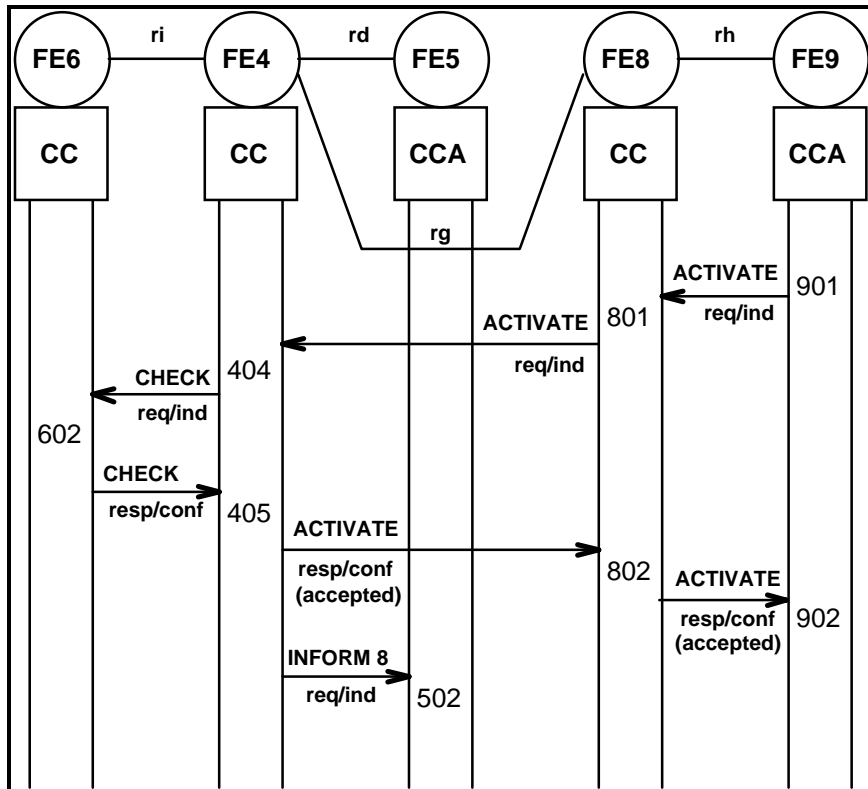 ri
rd
rh
FE6
FE4
FE5
FE8
FE9
CC
CC
CCA
CC
CCA
rg
ACTIVATE
901
req/ind
ACTIVATE
801
req/ind
404
CHECK
req/ind
602
CHECK
resp/conf
405
ACTIVATE
resp/conf
(accepted)
802
ACTIVATE
resp/conf
(accepted)
902
INFORM 8
req/ind
502